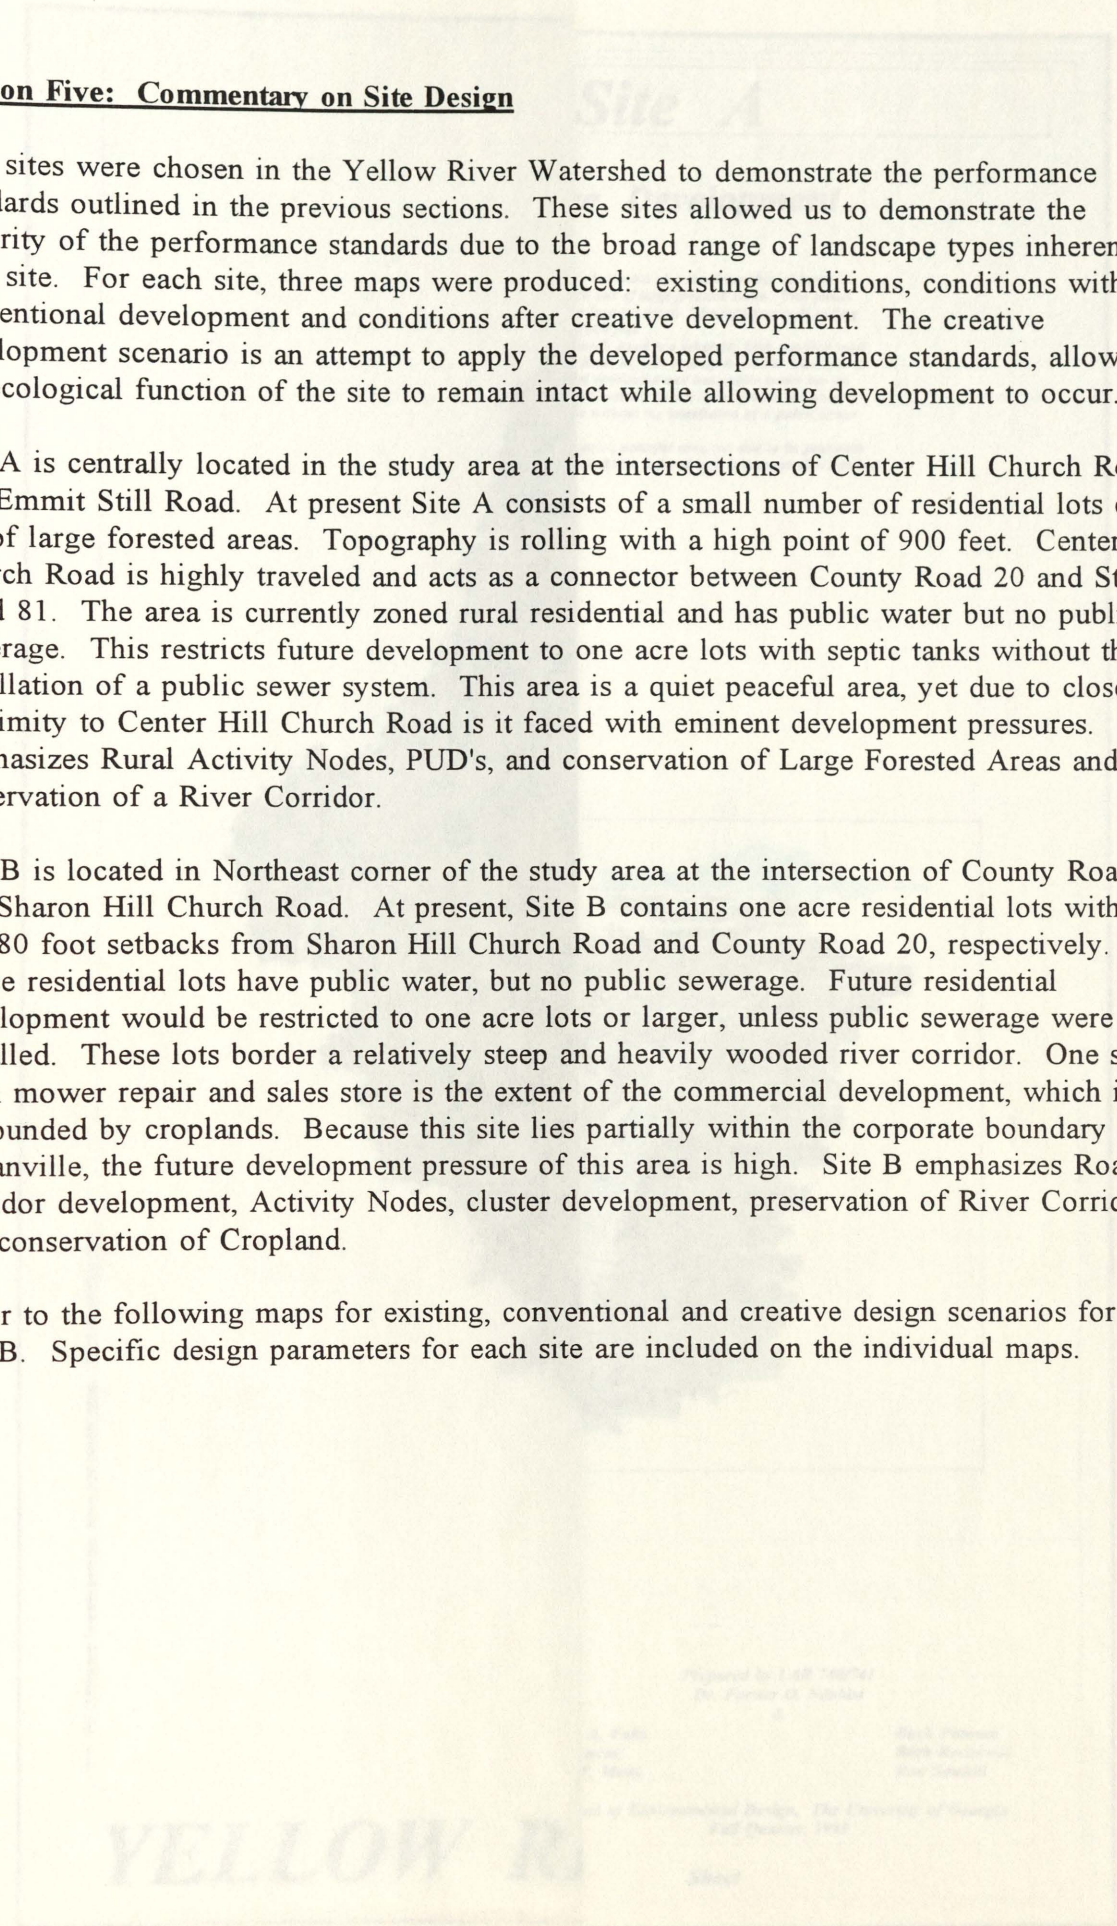 on Five: Commentary on Site Design
sites were chosen in the Yellow River Watershed to demonstrate the performance
lards outlined in the previous sections. These sites allowed us to demonstrate the
rity of the performance standards due to the broad range of landscape types inheren
site. For each site, three maps were produced: existing conditions, conditions with
entional development and conditions after creative development. The creative
lopment scenario is an attempt to apply the developed performance standards, allow
cological function of the site to remain intact while allowing development to occur.
A is centrally located in the study area at the intersections of Center Hill Church R
Emmit Still Road. At present Site A consists of a small number of residential lots
of large forested areas. Topography is rolling with a high point of 900 feet. Center
ch Road is highly traveled and acts as a connector between County Road 20 and St
81. The area is currently zoned rural residential and has public water but no publ
rage. This restricts future development to one acre lots with septic tanks without th
llation of a public sewer system. This area is a quiet peaceful area, yet due to close
imity to Center Hill Church Road is it faced with eminent development pressures.
nasizes Rural Activity Nodes, PUD's, and conservation of Large Forested Areas and
ervation of a River Corridor.
B is located in Northeast corner of the study area at the intersection of County Roa
Sharon Hill Church Road. At present, Site B contains one acre residential lots with
80 foot setbacks from Sharon Hill Church Road and County Road 20, respectively.
e residential lots have public water, but no public sewerage. Future residential
lopment would be restricted to one acre lots or larger, unless public sewerage were
lled. These lots border a relatively steep and heavily wooded river corridor. One s
mower repair and sales store is the extent of the commercial development, which i
ounded by croplands. Because this site lies partially within the corporate boundary
anville, the future development pressure of this area is high. Site B emphasizes Roa
dor development, Activity Nodes, cluster development, preservation of River Corric
conservation of Cropland.
r to the following maps for existing, conventional and creative design scenarios for
B. Specific design parameters for each site are included on the individual maps.
Site A
YELLOW R